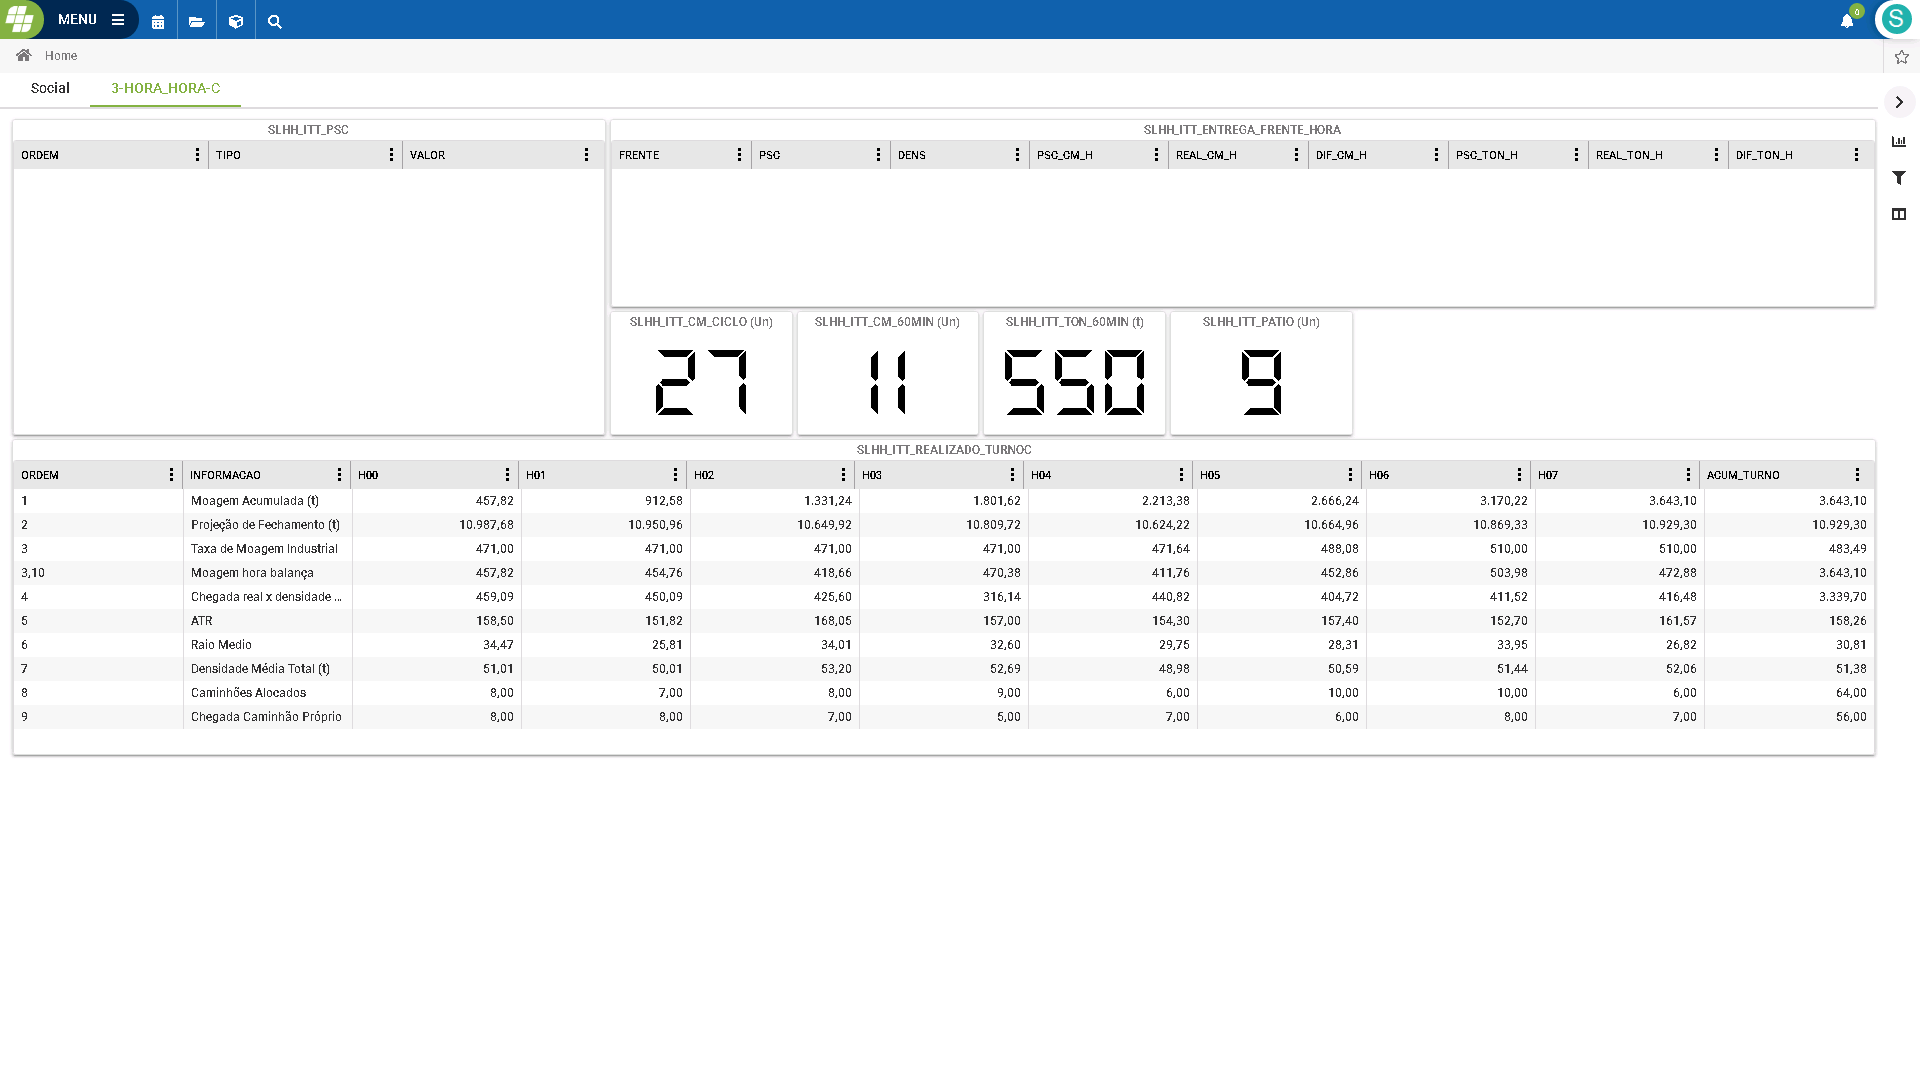 MENU
0
S
Home
Social 3-HORA_HORA-C
SLHH_ITT_PSC
ORDEM TIPO VALOR
SLHH_ITT_ENTREGA_FRENTE_HORA
FRENTE PSC DENS PSC_CM_H REAL_CM_H DIF_CM_H PSC_TON_H REAL_TON_H DIF_TON_H
SLHH_ITT_CM_CICLO (Un) SLHH_ITT_CM_60MIN (Un) SLHH_ITT_TON_60MIN (t) SLHH_ITT_PATIO (Un)
27 11 550 9
SLHH_ITT_REALIZADO_TURNOC
ORDEM INFORMACAO H00 H01 H02 H03 H04 H05 H06 H07 ACUM_TURNO
1 Moagem Acumulada (t) 457,82 912,58 1.331,24 1.801,62 2.213,38 2.666,24 3.170,22 3.643,10 3.643,10
2 Projeção de Fechamento (t) 10.987,68 10.950,96 10.649,92 10.809,72 10.624,22 10.664,96 10.869,33 10.929,30 10.929,30
3 Taxa de Moagem Industrial 471,00 471,00 471,00 471,00 471,64 488,08 510,00 510,00 483,49
3,10 Moagem hora balança 457,82 454,76 418,66 470,38 411,76 452,86 503,98 472,88 3.643,10
4 Chegada real x densidade ... 459,09 450,09 425,60 316,14 440,82 404,72 411,52 416,48 3.339,70
5 ATR 158,50 151,82 168,05 157,00 154,30 157,40 152,70 161,57 158,26
6 Raio Medio 34,47 25,81 34,01 32,60 29,75 28,31 33,95 26,82 30,81
7 Densidade Média Total (t) 51,01 50,01 53,20 52,69 48,98 50,59 51,44 52,06 51,38
8 Caminhões Alocados 8,00 7,00 8,00 9,00 6,00 10,00 10,00 6,00 64,00
9 Chegada Caminhão Próprio 8,00 8,00 7,00 5,00 7,00 6,00 8,00 7,00 56,00